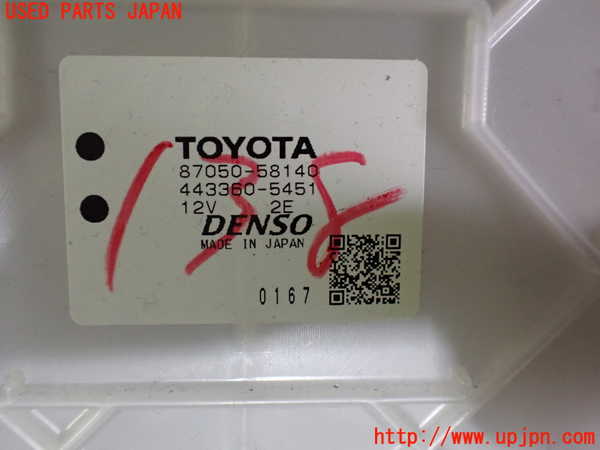 USED PARTS JAPAN
TOYOTA
87050-58140
443360-5451
12V 2E
DENSO
MADE IN JAPAN
138
0167
http://www.upjpn.com